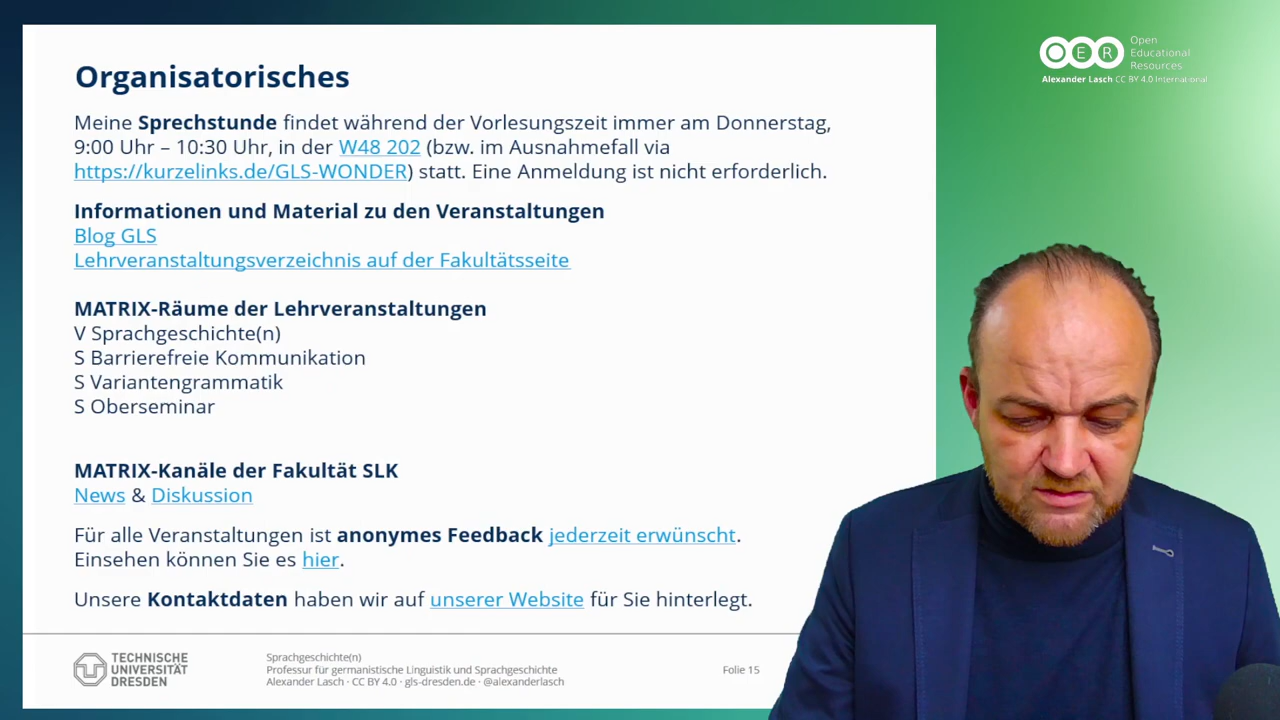 Organisatorisches
Meine Sprechstunde findet während der Vorlesungszeit immer am Donnerstag,
9:00 Uhr – 10:30 Uhr, in der W48 202 (bzw. im Ausnahmefall via
https://kurzelinks.de/GLS-WONDER) statt. Eine Anmeldung ist nicht erforderlich.
Informationen und Material zu den Veranstaltungen
Blog GLS
Lehrveranstaltungsverzeichnis auf der Fakultätsseite
MATRIX-Räume der Lehrveranstaltungen
V Sprachgeschichte(n)
S Barrierefreie Kommunikation
S Variantengrammatik
S Oberseminar
MATRIX-Kanäle der Fakultät SLK
News & Diskussion
Für alle Veranstaltungen ist anonymes Feedback jederzeit erwünscht.
Einsehen können Sie es hier.
Unsere Kontaktdaten haben wir auf unserer Website für Sie hinterlegt.
TECHNISCHE
UNIVERSITÄT
DRESDEN
Sprachgeschichte(n)
Professur für germanistische Linguistik und Sprachgeschichte
Alexander Lasch · CC BY 4.0 · gls-dresden.de · @alexanderlasch
Folie 15
OER
Open
Educational
Resources
Alexander Lasch CC BY 4.0 International